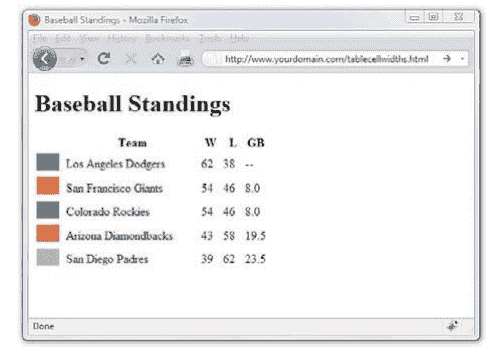 Baseball Standings - Mozilla Firefox
File Edit View History Bookmarks Tools Help
http://www.yourdomain.com/tablecellwidths.html
Baseball Standings
Team W L GB
Los Angeles Dodgers 62 38 --
San Francisco Giants 54 46 8.0
Colorado Rockies 54 46 8.0
Arizona Diamondbacks 43 58 19.5
San Diego Padres 39 62 23.5
Done